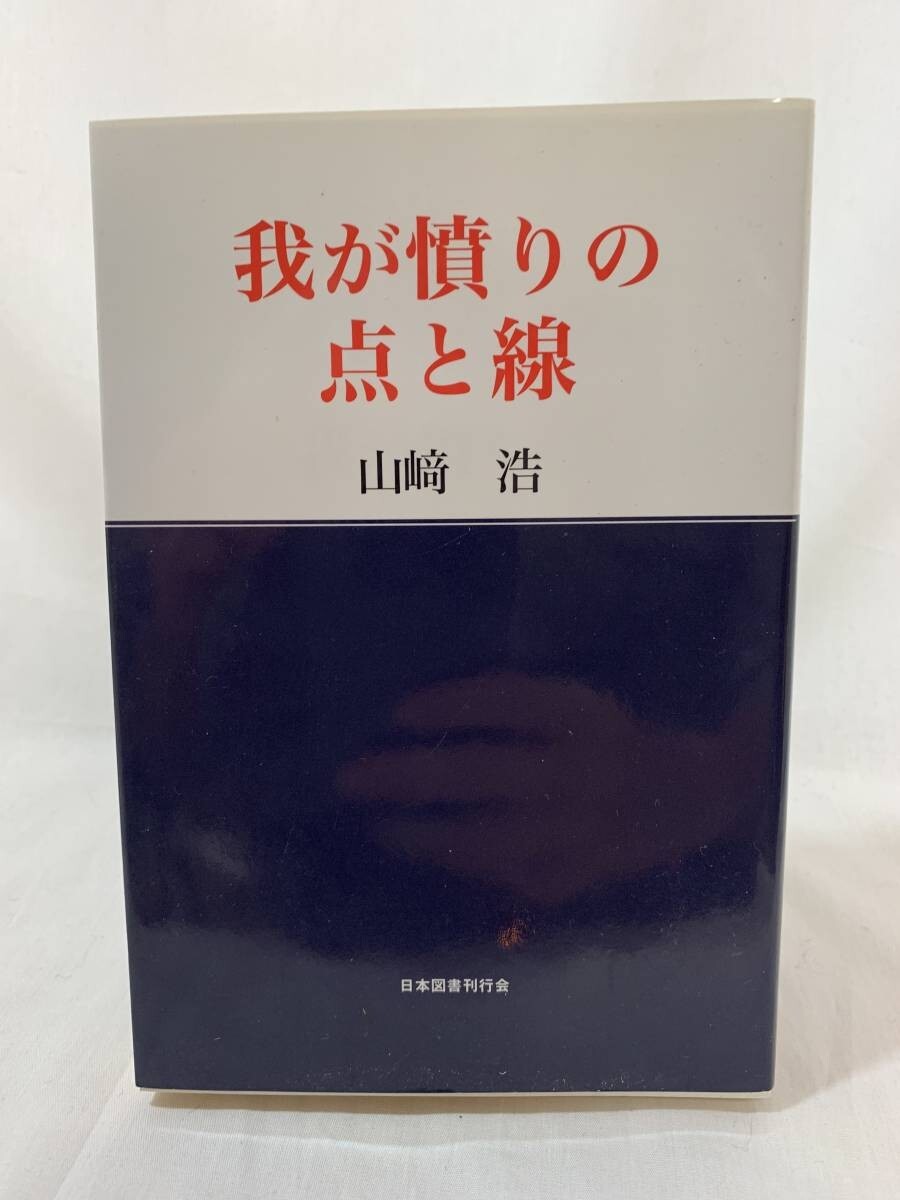 我が憤りの
点と線
山﨑　浩
日本図書刊行会